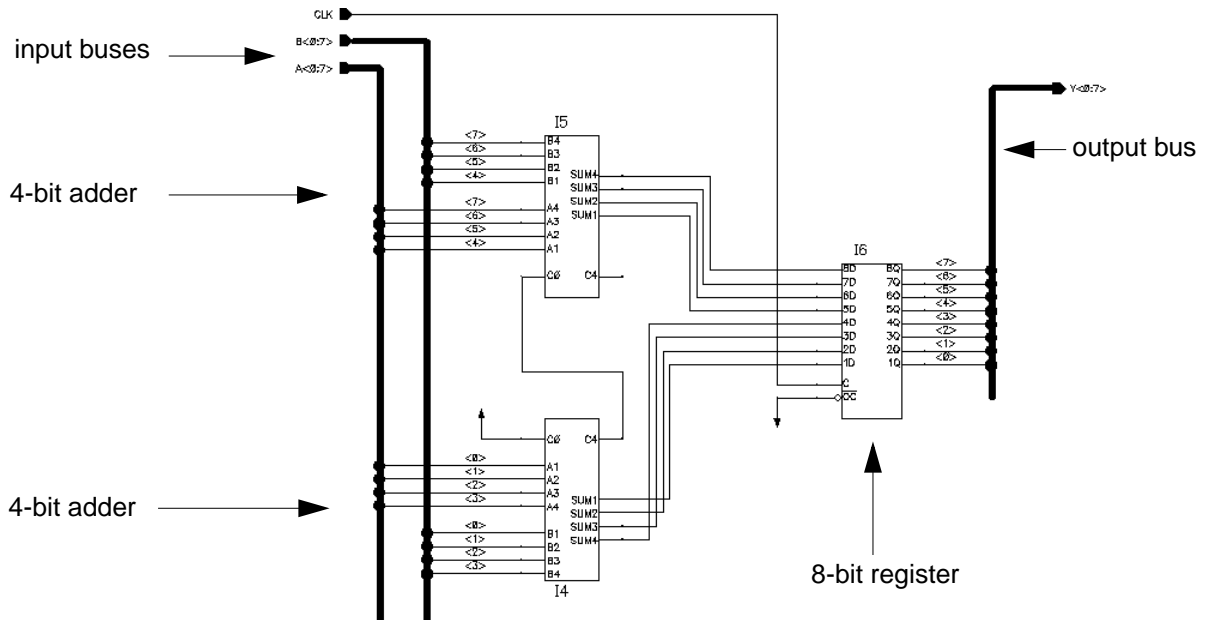 CLK
B<0:7>
A<0:7>
input buses
Y<0:7>
output bus
4-bit adder
I5
<7> B4
<6> B3
<5> B2
<4> B1
<7> A4
<6> A3
<5> A2
<4> A1
C0 C4
SUM4
SUM3
SUM2
SUM1
I6
8D 8Q <7>
7D 7Q <6>
6D 6Q <5>
5D 5Q <4>
4D 4Q <3>
3D 3Q <2>
2D 2Q <1>
1D 1Q <0>
C
OC
8-bit register
4-bit adder
C0 C4
<0> A1
<1> A2
<2> A3
<3> A4
SUM1
SUM2
SUM3
SUM4
<0> B1
<1> B2
<2> B3
<3> B4
I4